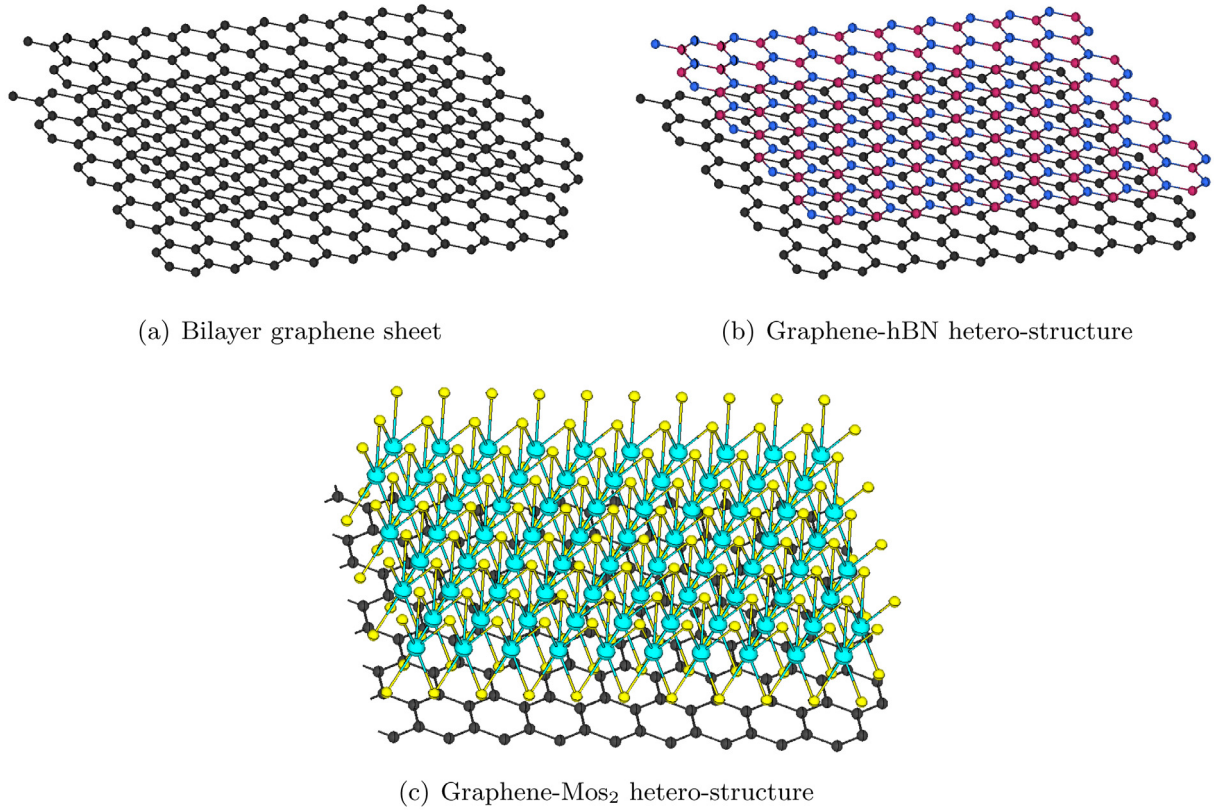 (a) Bilayer graphene sheet
(b) Graphene-hBN hetero-structure
(c) Graphene-Mos₂ hetero-structure